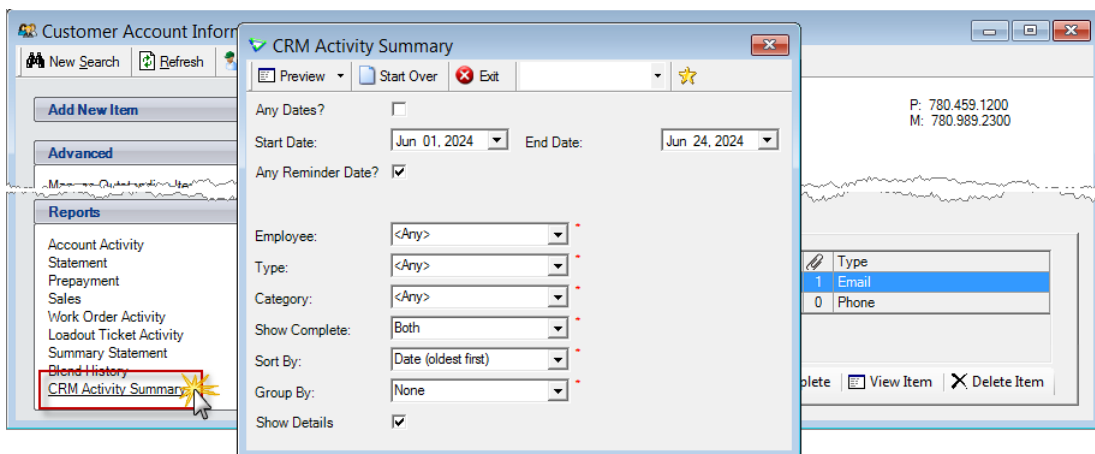 Customer Account Infor
New Search Refresh
Add New Item
Advanced
Reports
Account Activity
Statement
Prepayment
Sales
Work Order Activity
Loadout Ticket Activity
Summary Statement
Blend History
CRM Activity Summary
CRM Activity Summary
Preview Start Over Exit
Any Dates?
Start Date: Jun 01, 2024 End Date: Jun 24, 2024
Any Reminder Date?
Employee: <Any> *
Type: <Any> *
Category: <Any> *
Show Complete: Both *
Sort By: Date (oldest first) *
Group By: None *
Show Details
P: 780.459.1200
M: 780.989.2300
Type
1 Email
0 Phone
plete View Item Delete Item